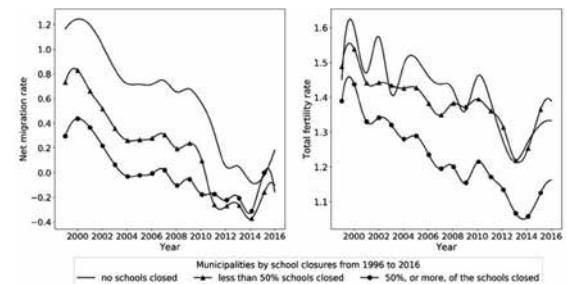 1.2
1.0
0.8
0.6
0.4
0.2
0.0
−0.2
−0.4
Net migration rate
2000 2002 2004 2006 2008 2010 2012 2014 2016
Year
1.6
1.5
1.4
1.3
1.2
1.1
Total fertility rate
2000 2002 2004 2006 2008 2010 2012 2014 2016
Year
Municipalities by school closures from 1996 to 2016
no schools closed less than 50% schools closed 50%, or more, of the schools closed